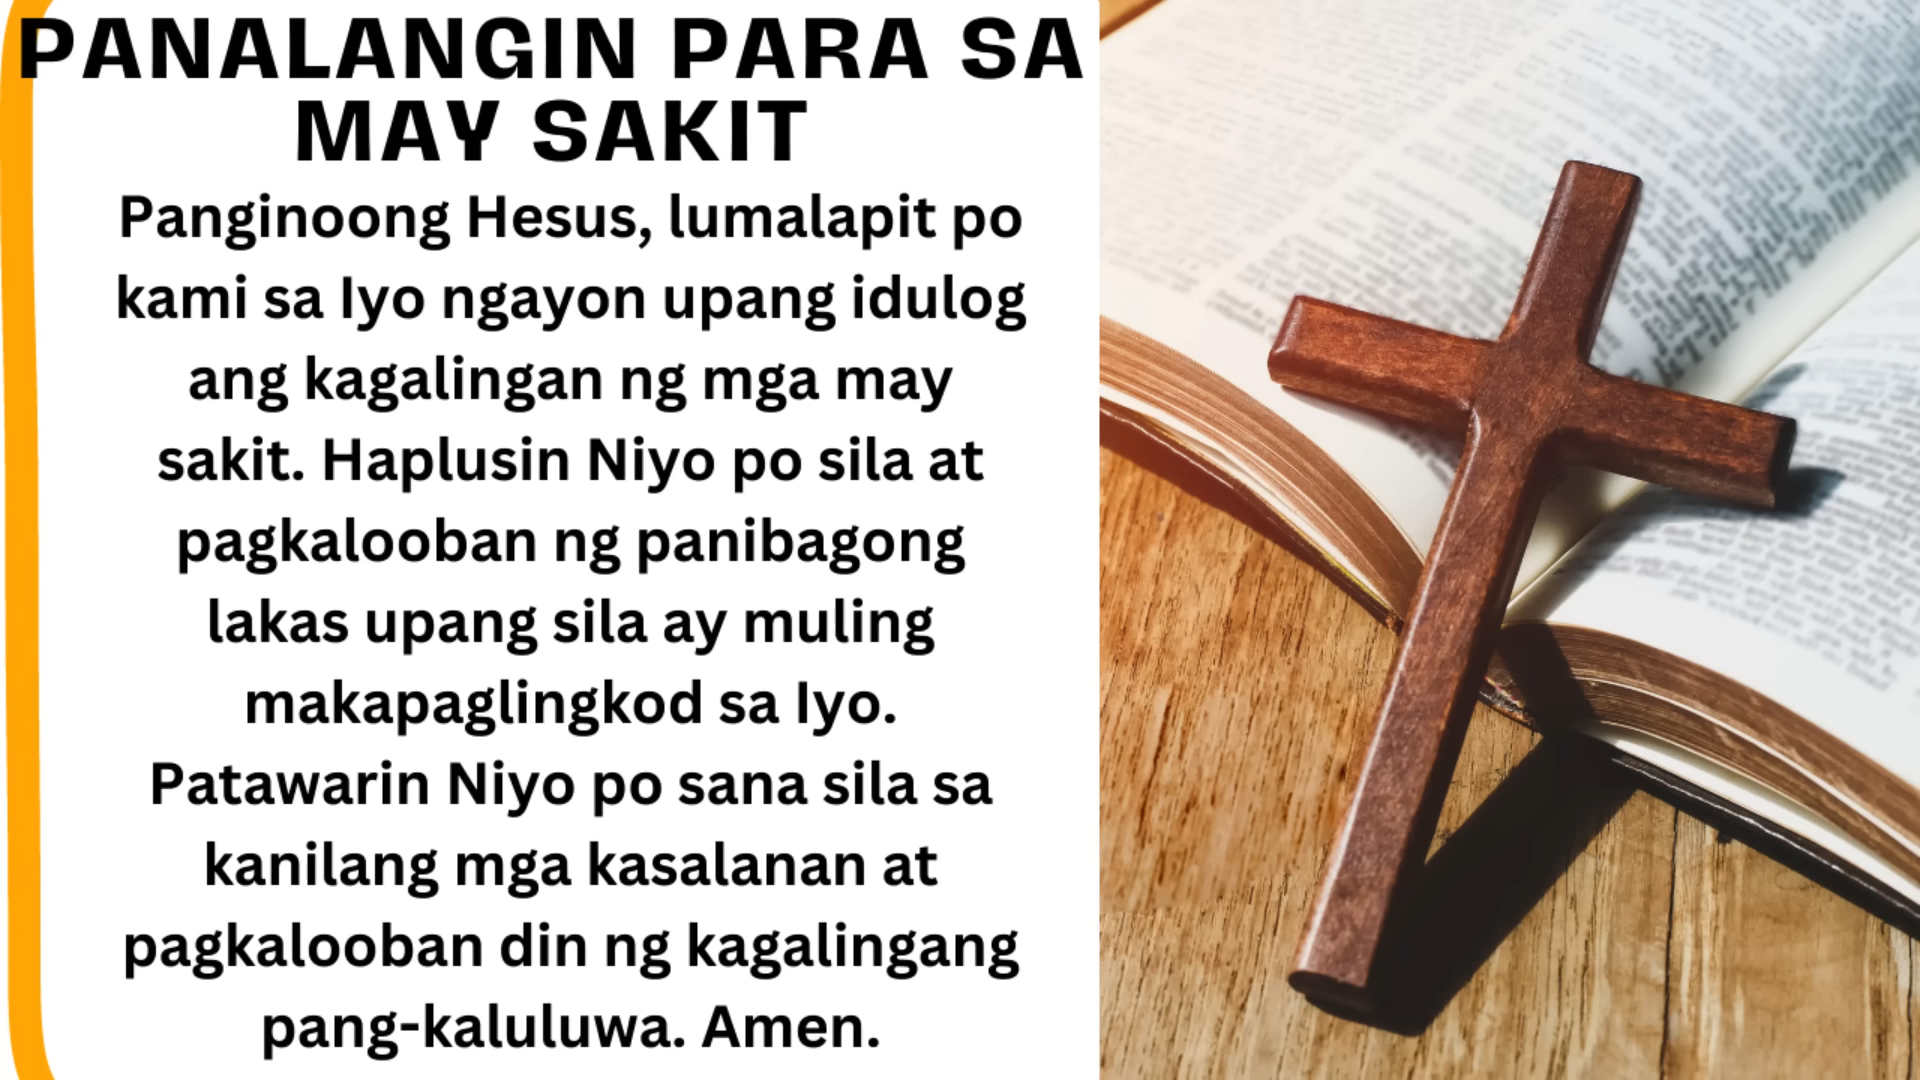 PANALANGIN PARA SA
MAY SAKIT
Panginoong Hesus, lumalapit po
kami sa Iyo ngayon upang idulog
ang kagalingan ng mga may
sakit. Haplusin Niyo po sila at
pagkalooban ng panibagong
lakas upang sila ay muling
makapaglingkod sa Iyo.
Patawarin Niyo po sana sila sa
kanilang mga kasalanan at
pagkalooban din ng kagalingang
pang-kaluluwa. Amen.